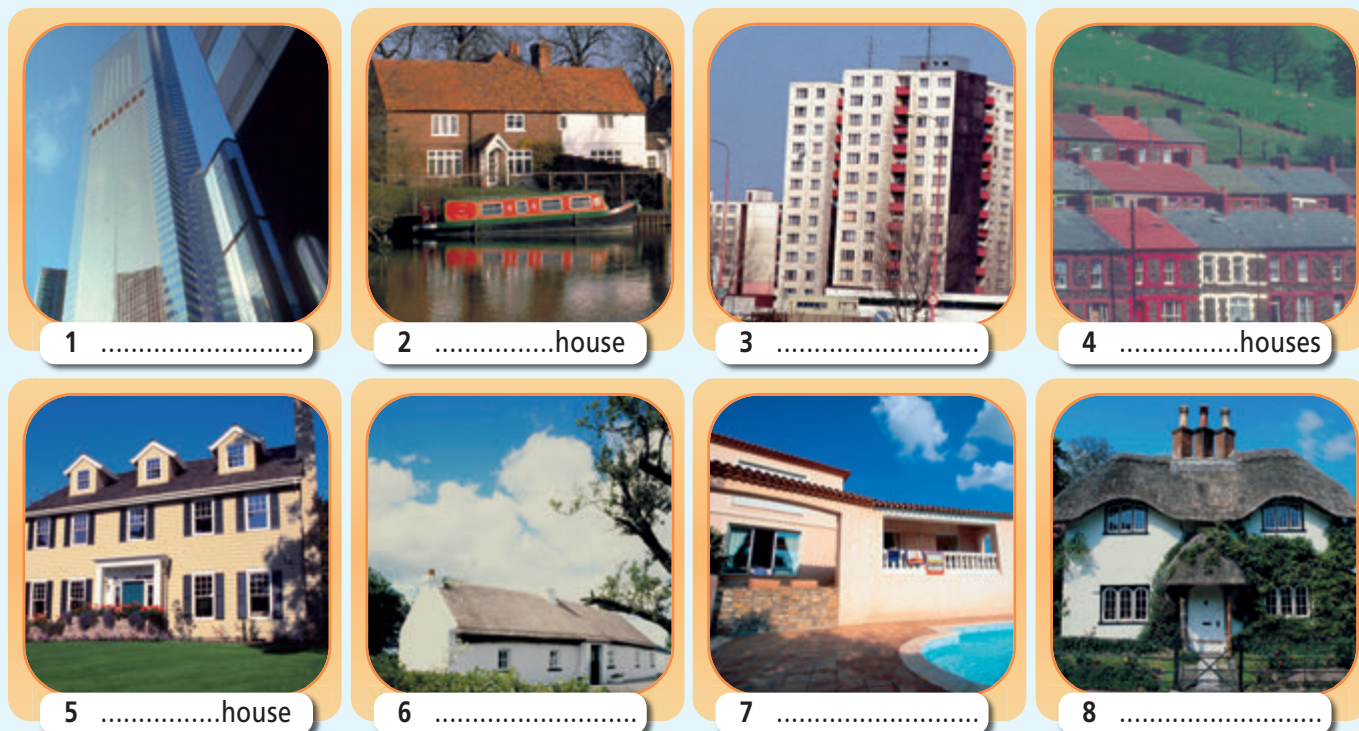 1 ..........................
2 ...............house
3 ..........................
4 ...............houses
5 ...............house
6 ..........................
7 ..........................
8 ..........................